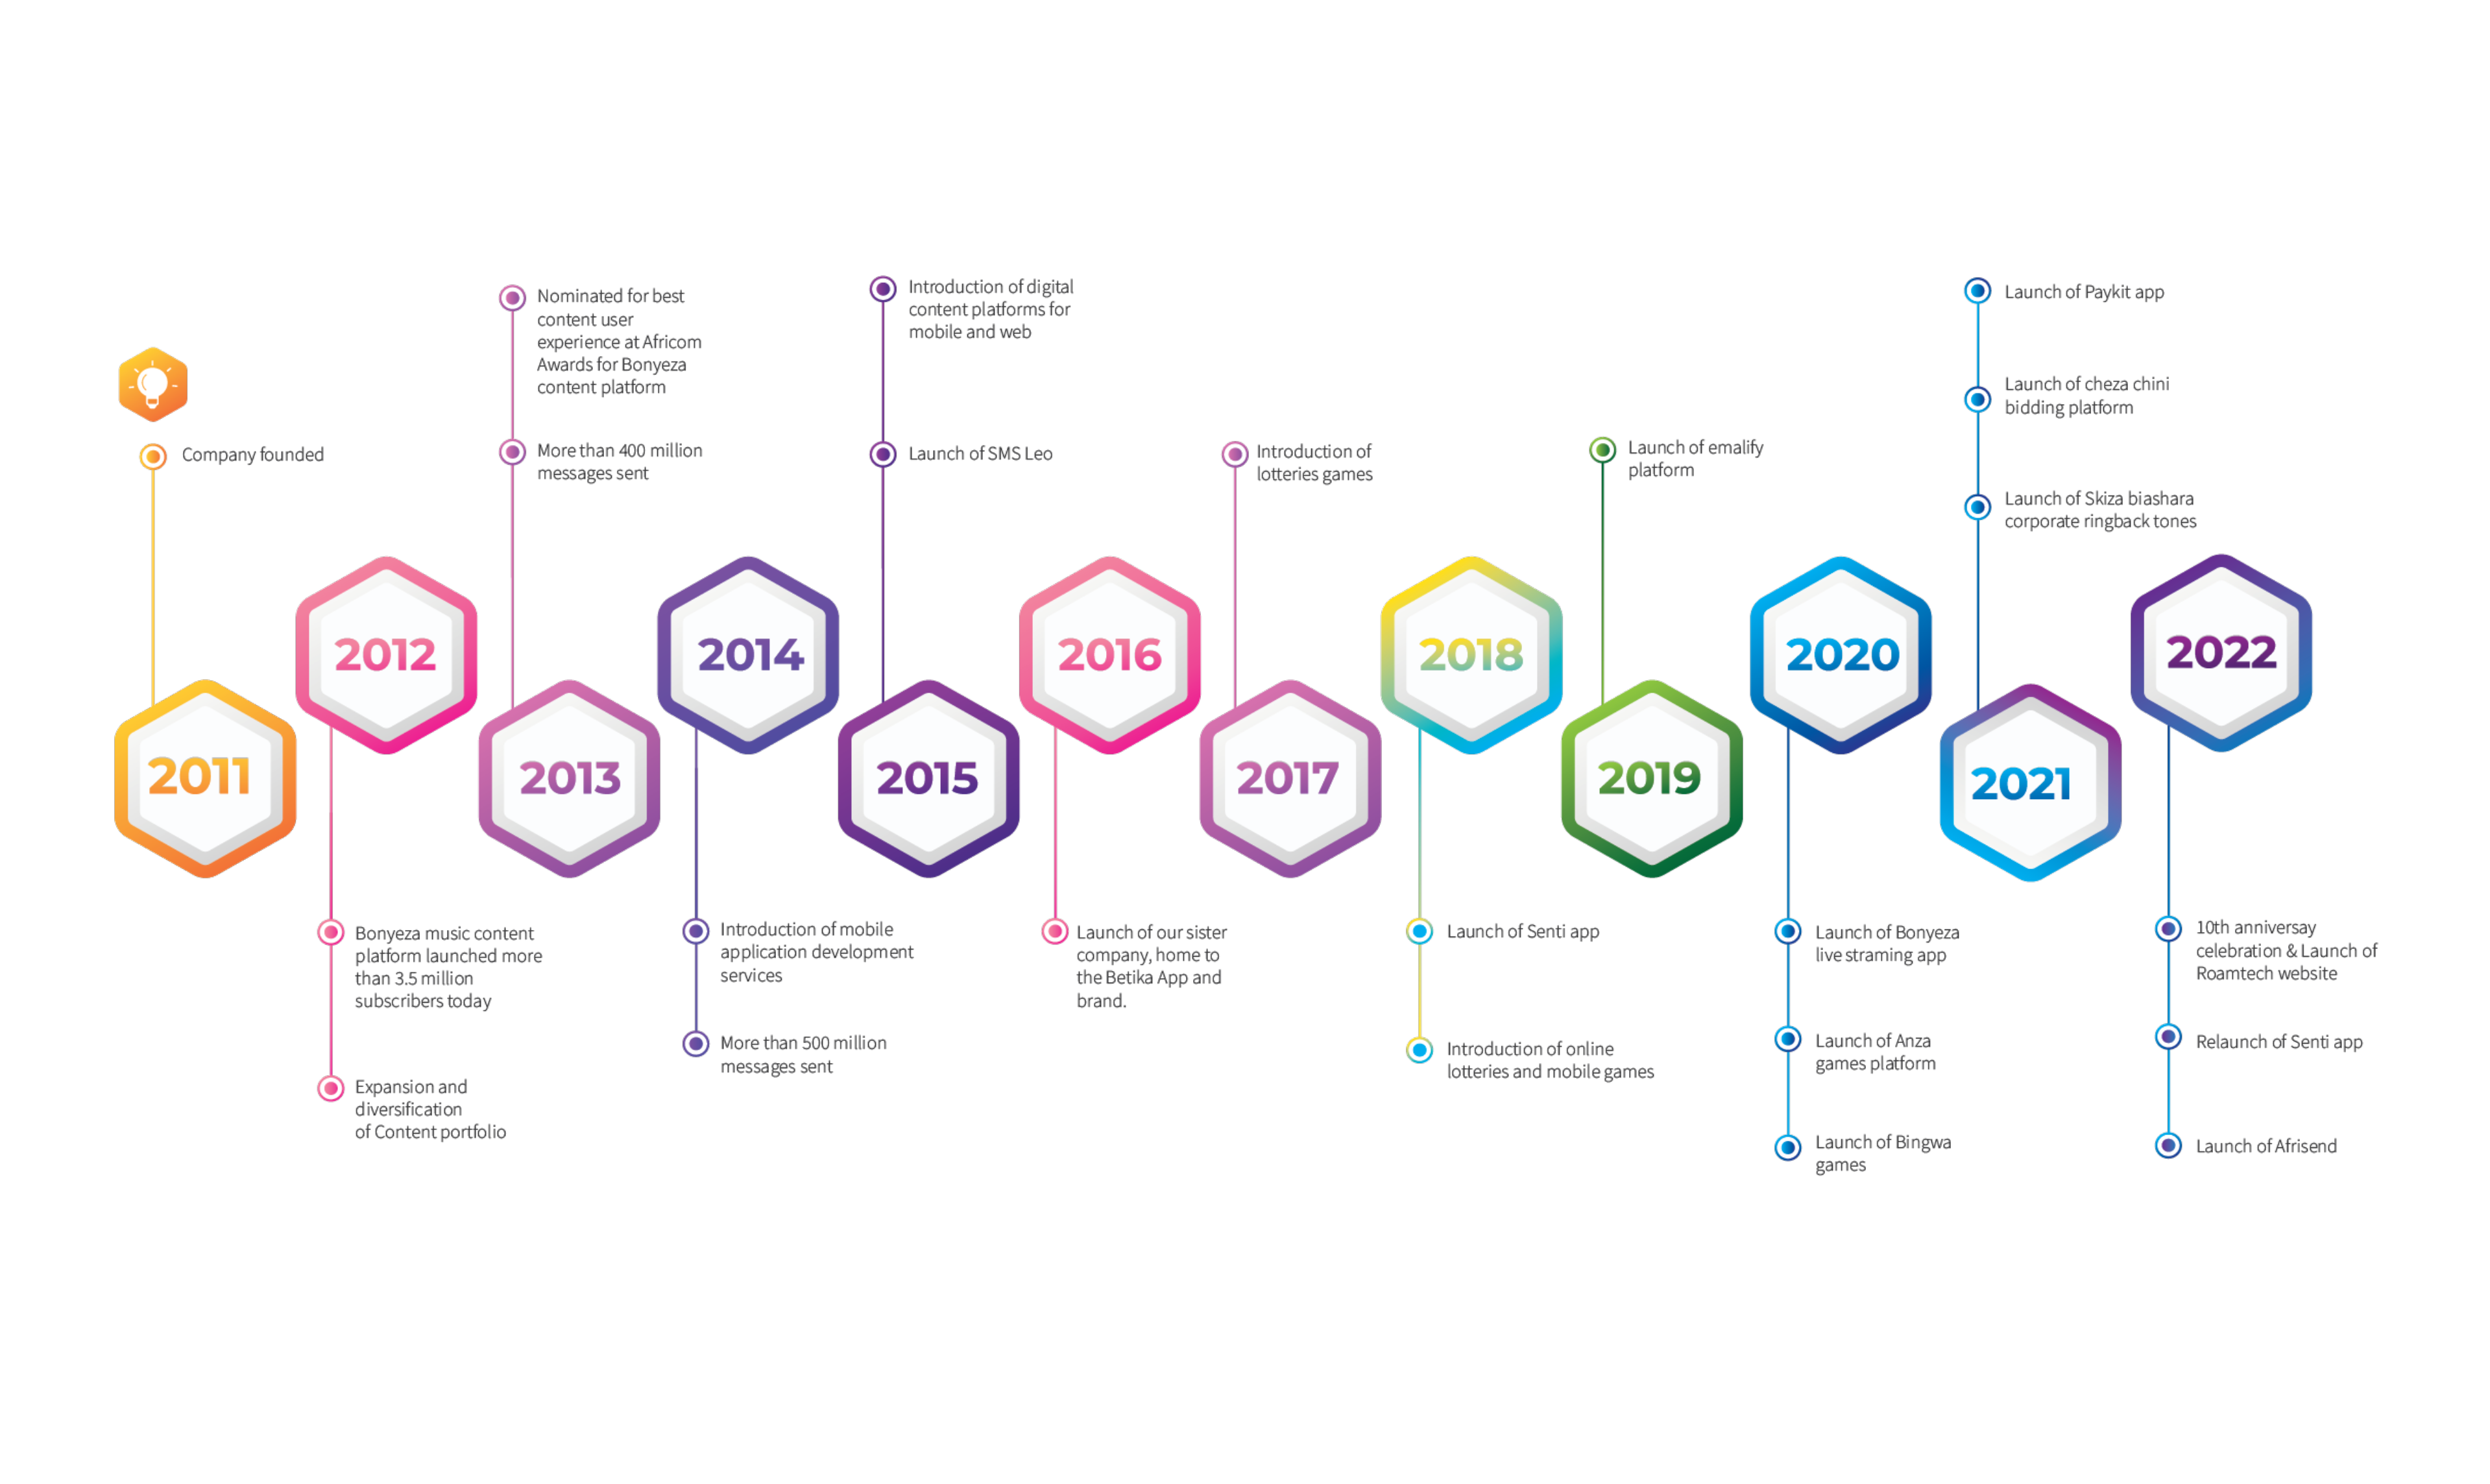 2011
Company founded
2012
Bonyeza music content
platform launched more
than 3.5 million
subscribers today
Expansion and
diversification
of Content portfolio
2013
Nominated for best
content user
experience at Africom
Awards for Bonyeza
content platform
More than 400 million
messages sent
2014
Introduction of mobile
application development
services
More than 500 million
messages sent
2015
Introduction of digital
content platforms for
mobile and web
Launch of SMS Leo
2016
Launch of our sister
company, home to
the Betika App and
brand.
2017
Introduction of
lotteries games
2018
Launch of Senti app
Introduction of online
lotteries and mobile games
2019
Launch of emalify
platform
2020
Launch of Bonyeza
live straming app
Launch of Anza
games platform
Launch of Bingwa
games
2021
Launch of Paykit app
Launch of cheza chini
bidding platform
Launch of Skiza biashara
corporate ringback tones
2022
10th anniversay
celebration & Launch of
Roamtech website
Relaunch of Senti app
Launch of Afrisend